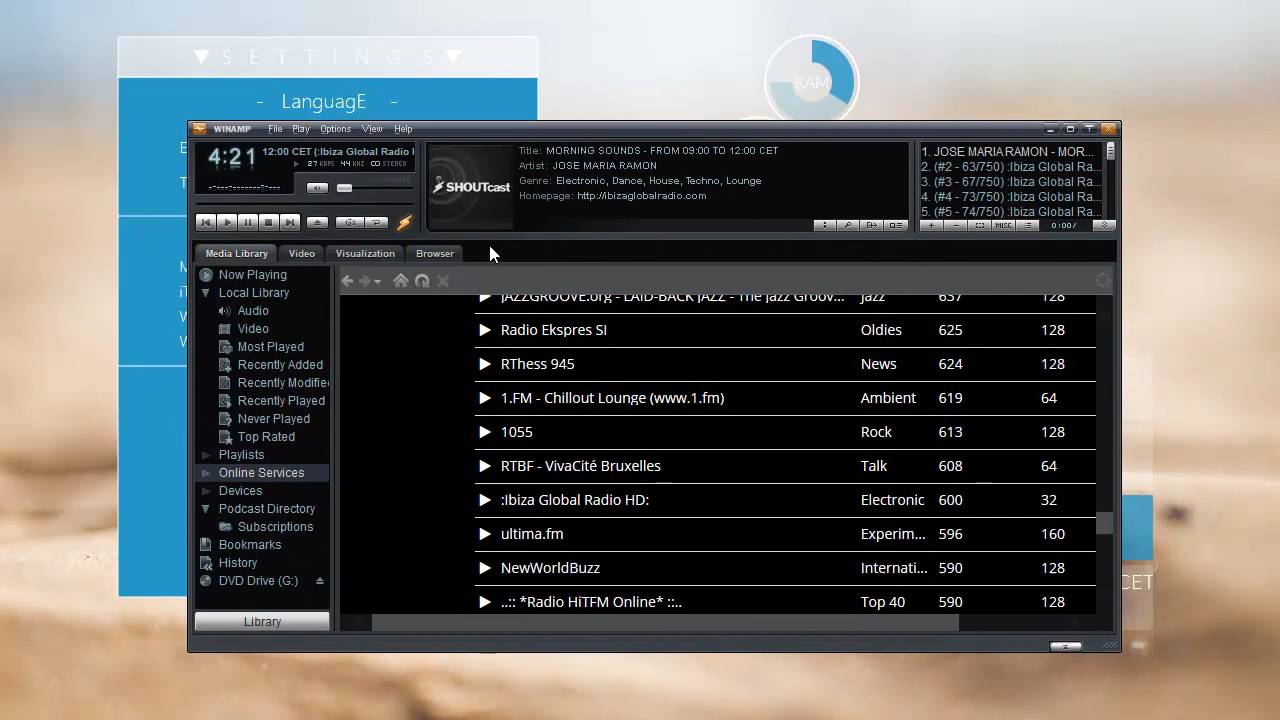 ▼ S E T T I N G S ▼
- LanguagE -
RAM
WINAMP File Play Options View Help
4:21
12:00 CET (:Ibiza Global Radio
27 KBPS 44 KHZ STEREO
SHOUTcast
Title: MORNING SOUNDS - FROM 09:00 TO 12:00 CET
Artist: JOSE MARIA RAMON
Genre: Electronic, Dance, House, Techno, Lounge
Homepage: http://ibizaglobalradio.com
1. JOSE MARIA RAMON - MOR...
2. (#2 - 63/750) :Ibiza Global Ra...
3. (#3 - 67/750) :Ibiza Global Ra...
4. (#4 - 73/750) :Ibiza Global Ra...
5. (#5 - 74/750) :Ibiza Global Ra...
MISC
0:00/
Media Library Video Visualization Browser
Now Playing
Local Library
Audio
Video
Most Played
Recently Added
Recently Modifie
Recently Played
Never Played
Top Rated
Playlists
Online Services
Devices
Podcast Directory
Subscriptions
Bookmarks
History
DVD Drive (G:)
Library
JAZZGROOVE.org - LAID-BACK JAZZ - The Jazz Groov... Jazz 637 128
Radio Ekspres SI Oldies 625 128
RThess 945 News 624 128
1.FM - Chillout Lounge (www.1.fm) Ambient 619 64
1055 Rock 613 128
RTBF - VivaCité Bruxelles Talk 608 64
:Ibiza Global Radio HD: Electronic 600 32
ultima.fm Experim... 596 160
NewWorldBuzz Internati... 590 128
..:: *Radio HiTFM Online* ::.. Top 40 590 128
CET